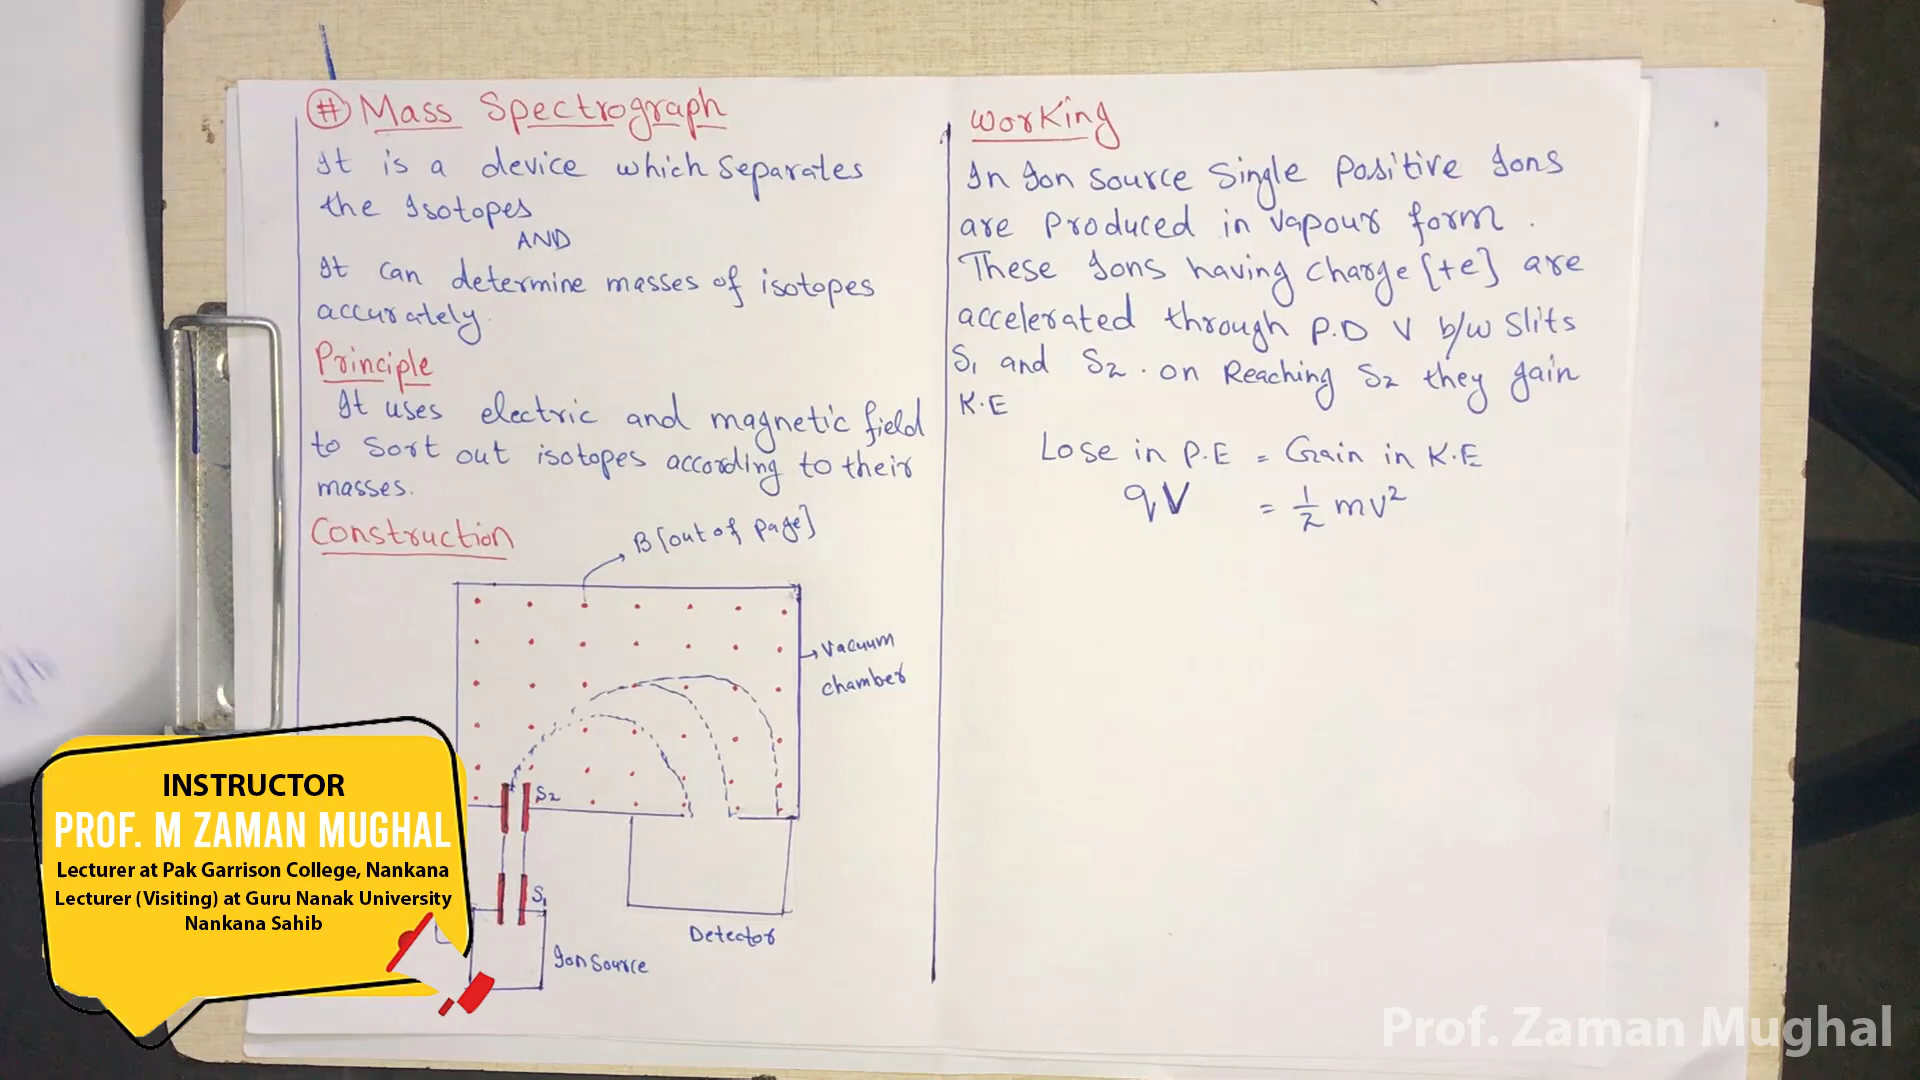 # Mass Spectrograph
It is a device which separates
the Isotopes
AND
It can determine masses of isotopes
accurately.
Principle
It uses electric and magnetic field
to sort out isotopes according to their
masses.
Construction
B [out of page]
Vacuum
chamber
S2
S1
Detector
Ion Source
Working
In Ion source Single Positive Ions
are produced in vapour form.
These Ions having charge [+e] are
accelerated through P.D V b/w Slits
S1 and S2. on Reaching S2 they gain
K.E
Lose in P.E = Gain in K.E
qV = 1/2 mv²
INSTRUCTOR
PROF. M ZAMAN MUGHAL
Lecturer at Pak Garrison College, Nankana
Lecturer (Visiting) at Guru Nanak University
Nankana Sahib
Prof. Zaman Mughal